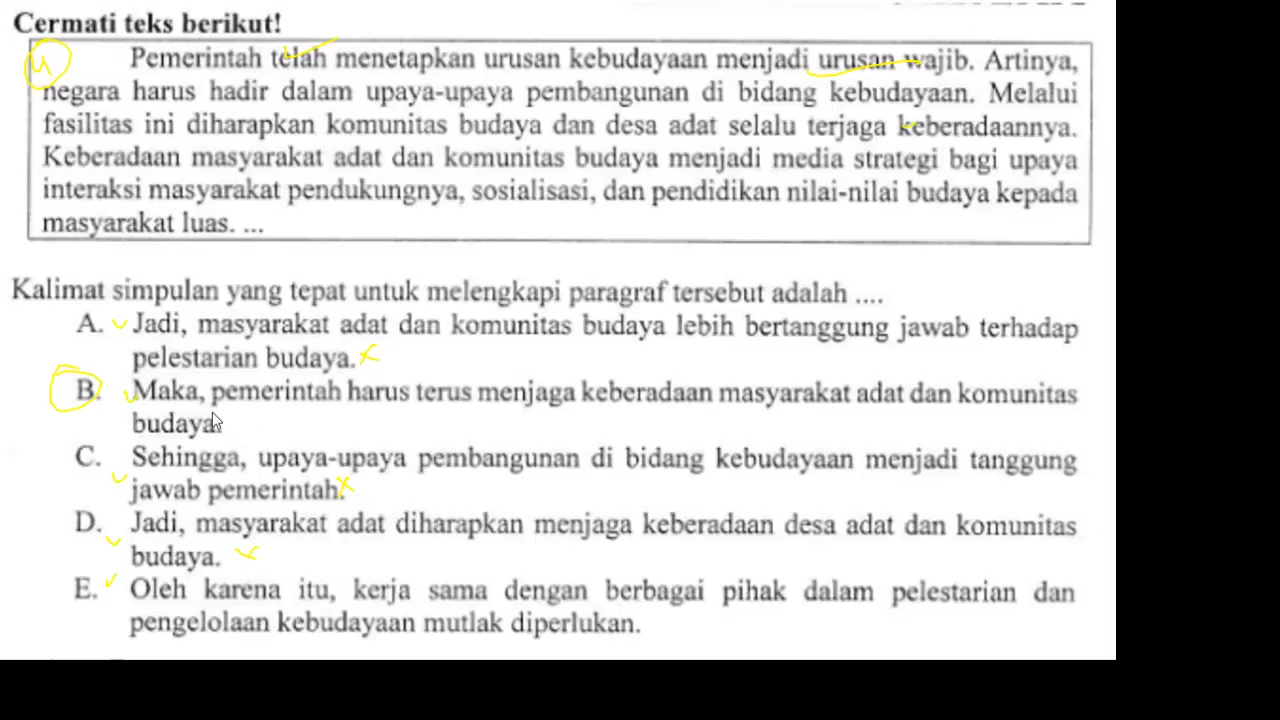 Cermati teks berikut!
Pemerintah telah menetapkan urusan kebudayaan menjadi urusan wajib. Artinya,
negara harus hadir dalam upaya-upaya pembangunan di bidang kebudayaan. Melalui
fasilitas ini diharapkan komunitas budaya dan desa adat selalu terjaga keberadaannya.
Keberadaan masyarakat adat dan komunitas budaya menjadi media strategi bagi upaya
interaksi masyarakat pendukungnya, sosialisasi, dan pendidikan nilai-nilai budaya kepada
masyarakat luas. ...
Kalimat simpulan yang tepat untuk melengkapi paragraf tersebut adalah ....
A. Jadi, masyarakat adat dan komunitas budaya lebih bertanggung jawab terhadap
pelestarian budaya.
B. Maka, pemerintah harus terus menjaga keberadaan masyarakat adat dan komunitas
budaya.
C. Sehingga, upaya-upaya pembangunan di bidang kebudayaan menjadi tanggung
jawab pemerintah.
D. Jadi, masyarakat adat diharapkan menjaga keberadaan desa adat dan komunitas
budaya.
E. Oleh karena itu, kerja sama dengan berbagai pihak dalam pelestarian dan
pengelolaan kebudayaan mutlak diperlukan.